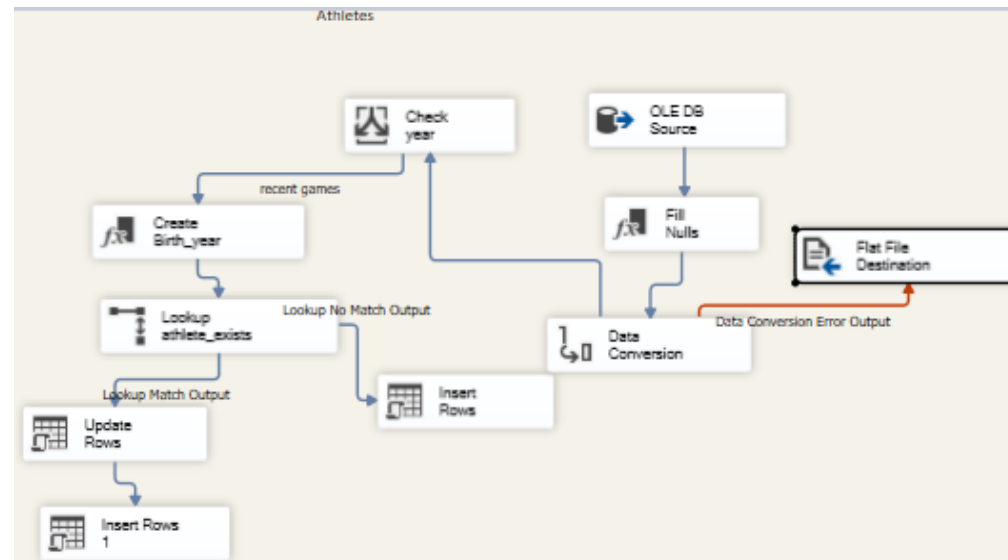 Athletes
Check
year
OLE DB
Source
recent games
Create
Birth_year
Fill
Nulls
Flat File
Destination
Lookup
athlete_exists
Lookup No Match Output
Data Conversion Error Output
Data
Conversion
Lookup Match Output
Insert
Rows
Update
Rows
Insert Rows
1